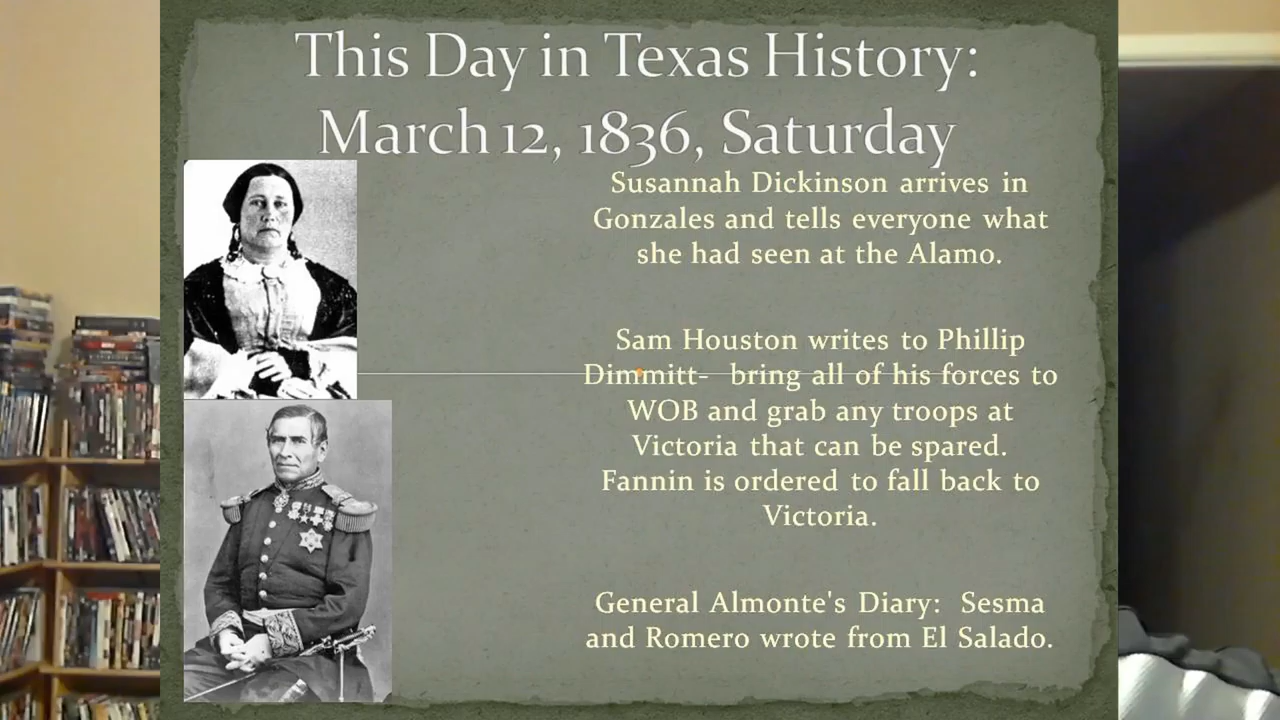 This Day in Texas History:
March 12, 1836, Saturday
Susannah Dickinson arrives in
Gonzales and tells everyone what
she had seen at the Alamo.
Sam Houston writes to Phillip
Dimmitt-  bring all of his forces to
WOB and grab any troops at
Victoria that can be spared.
Fannin is ordered to fall back to
Victoria.
General Almonte's Diary:  Sesma
and Romero wrote from El Salado.